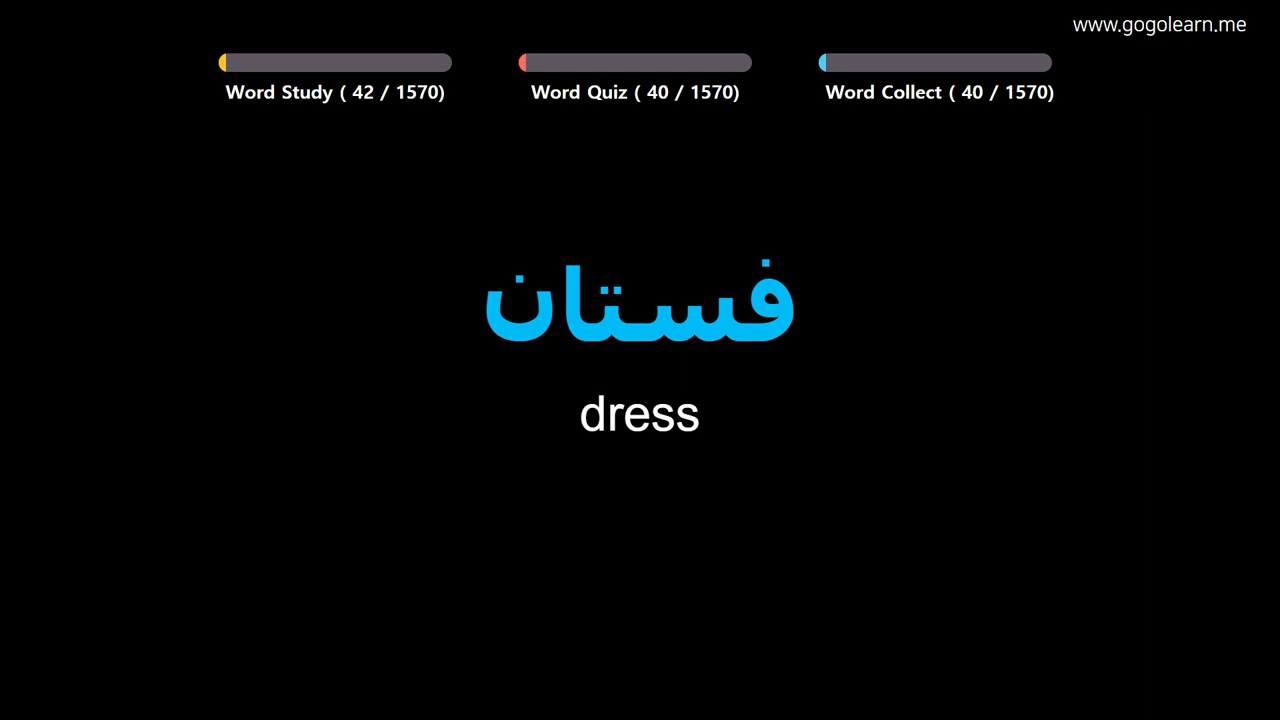 www.gogolearn.me
Word Study ( 42 / 1570)
Word Quiz ( 40 / 1570)
Word Collect ( 40 / 1570)
فستان
dress